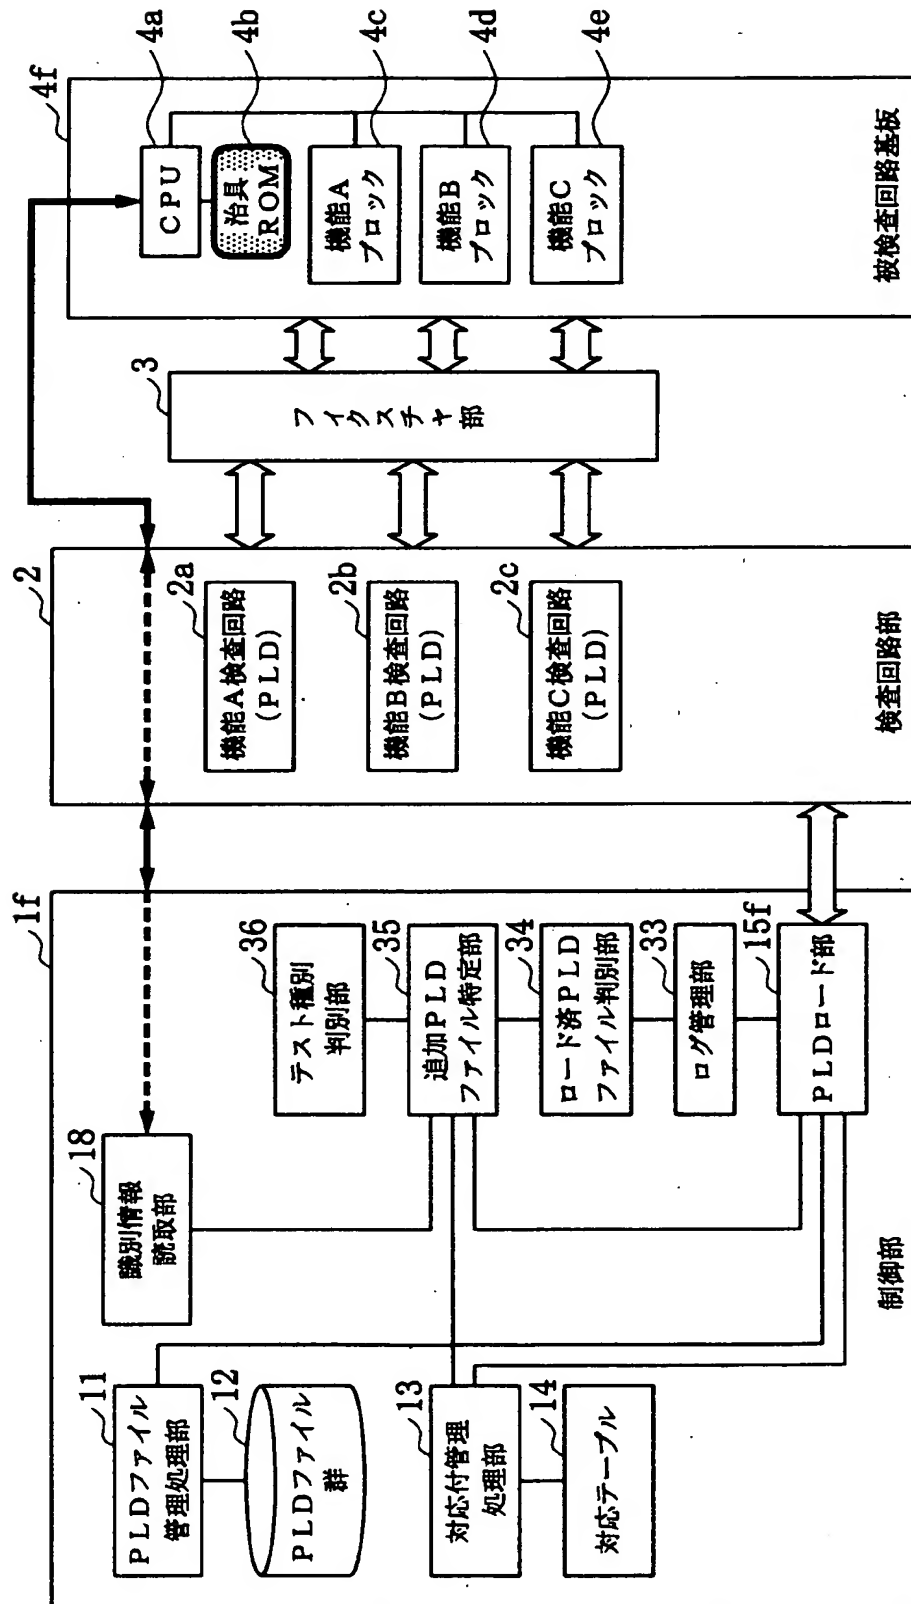 1f
11
PLDファイル
管理処理部
12
PLDファイル
群
13
対応付管理
処理部
14
対応テーブル
18
識別情報
読取部
36
テスト種別
判別部
35
追加PLD
ファイル特定部
34
ロード済PLD
ファイル判別部
33
ログ管理部
15f
PLDロード部
制御部
2
2a
機能A検査回路
(PLD)
2b
機能B検査回路
(PLD)
2c
機能C検査回路
(PLD)
検査回路部
3
フィクスチャ部
4f
4a
CPU
4b
治具
ROM
4c
機能A
ブロック
4d
機能B
ブロック
4e
機能C
ブロック
被検査回路基板